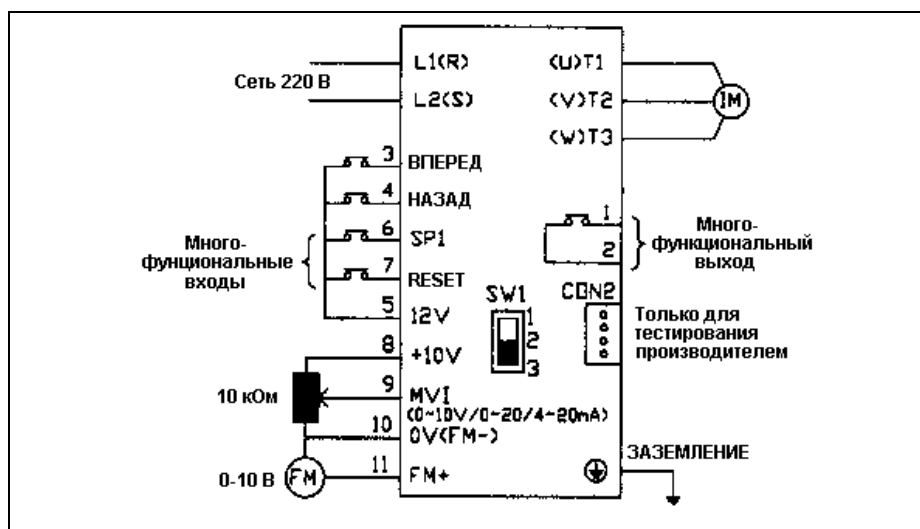 L1(R)
Сеть 220 В
L2(S)
(U)T1
(V)T2
(W)T3
IM
3 ВПЕРЕД
4 НАЗАД
6 SP1
7 RESET
5 12V
Много-
фунциональные
входы
1
2
Много-
функциональный
выход
SW1
1
2
3
CON2
Только для
тестирования
производителем
8 +10V
10 кОм
9 MVI
(0~10V/0~20/4~20mA)
10 0V(FM-)
0-10 В
FM
11 FM+
ЗАЗЕМЛЕНИЕ